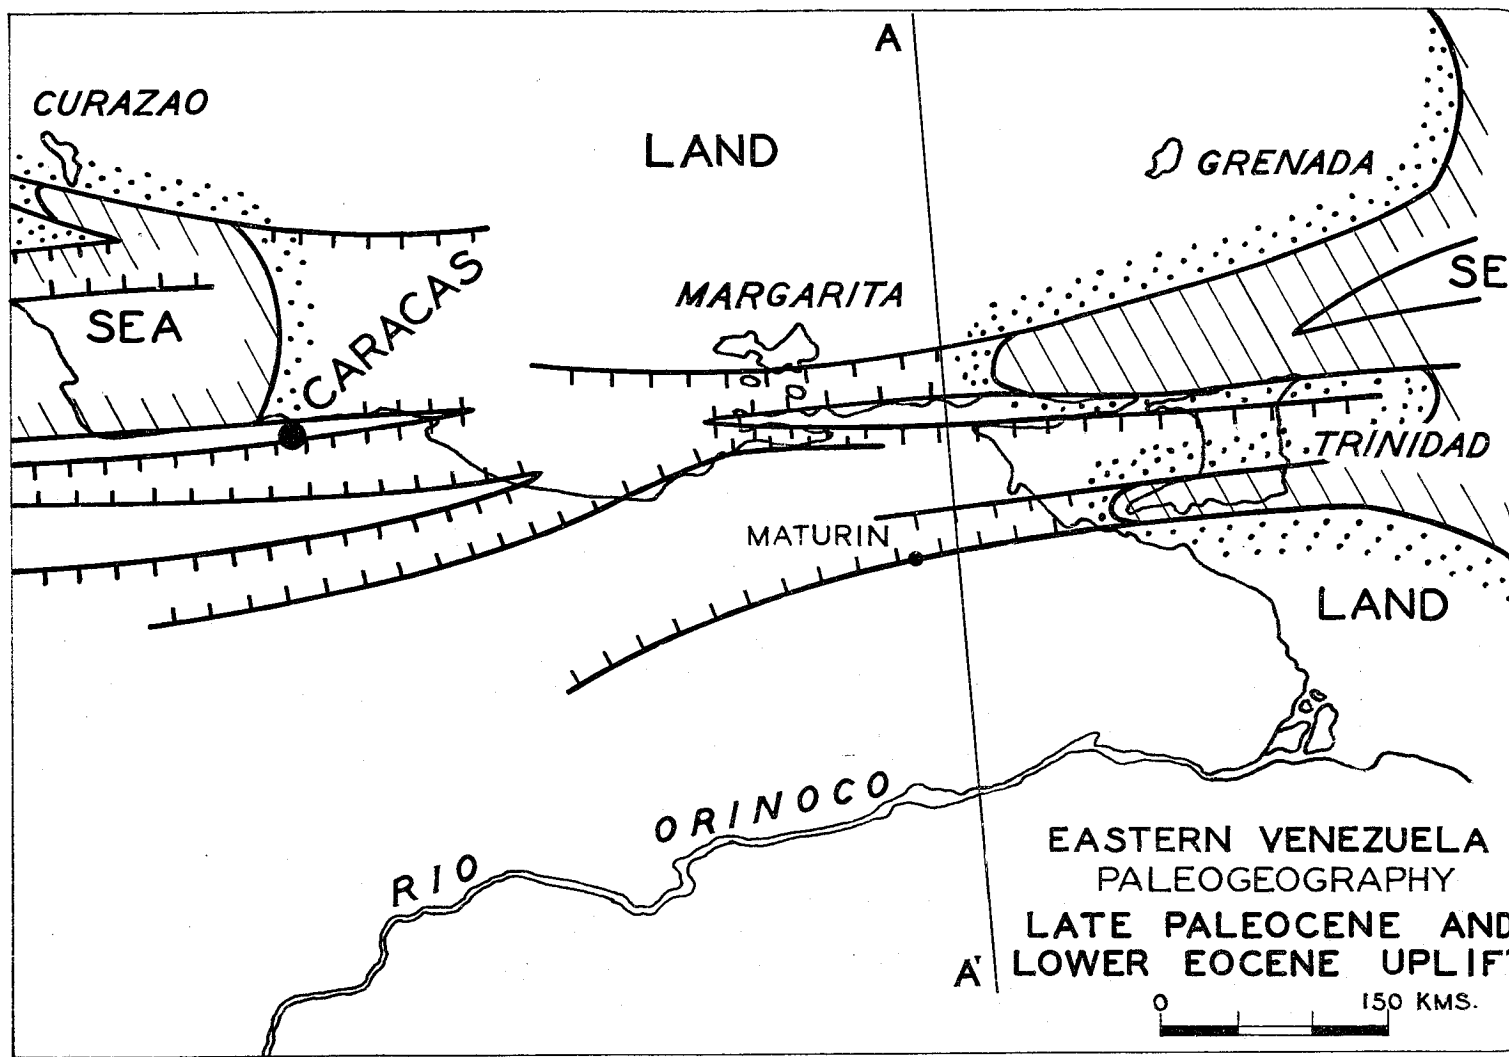 A
CURAZAO
LAND
GRENADA
SE
CARACAS
MARGARITA
SEA
TRINIDAD
MATURIN
LAND
RIO ORINOCO
EASTERN VENEZUELA
PALEOGEOGRAPHY
LATE PALEOCENE AND
LOWER EOCENE UPLIFT
A'
0 150 KMS.